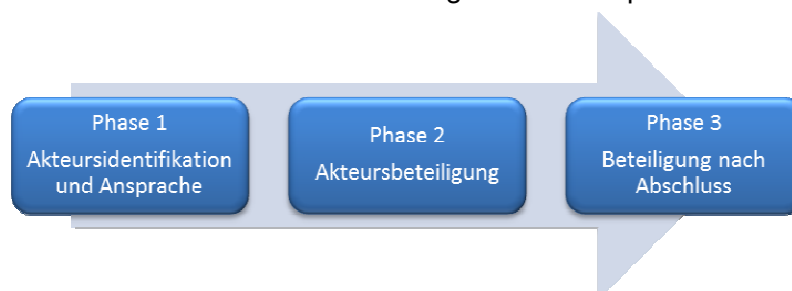 Phase 1
Akteursidentifikation
und Ansprache
Phase 2
Akteursbeteiligung
Phase 3
Beteiligung nach
Abschluss